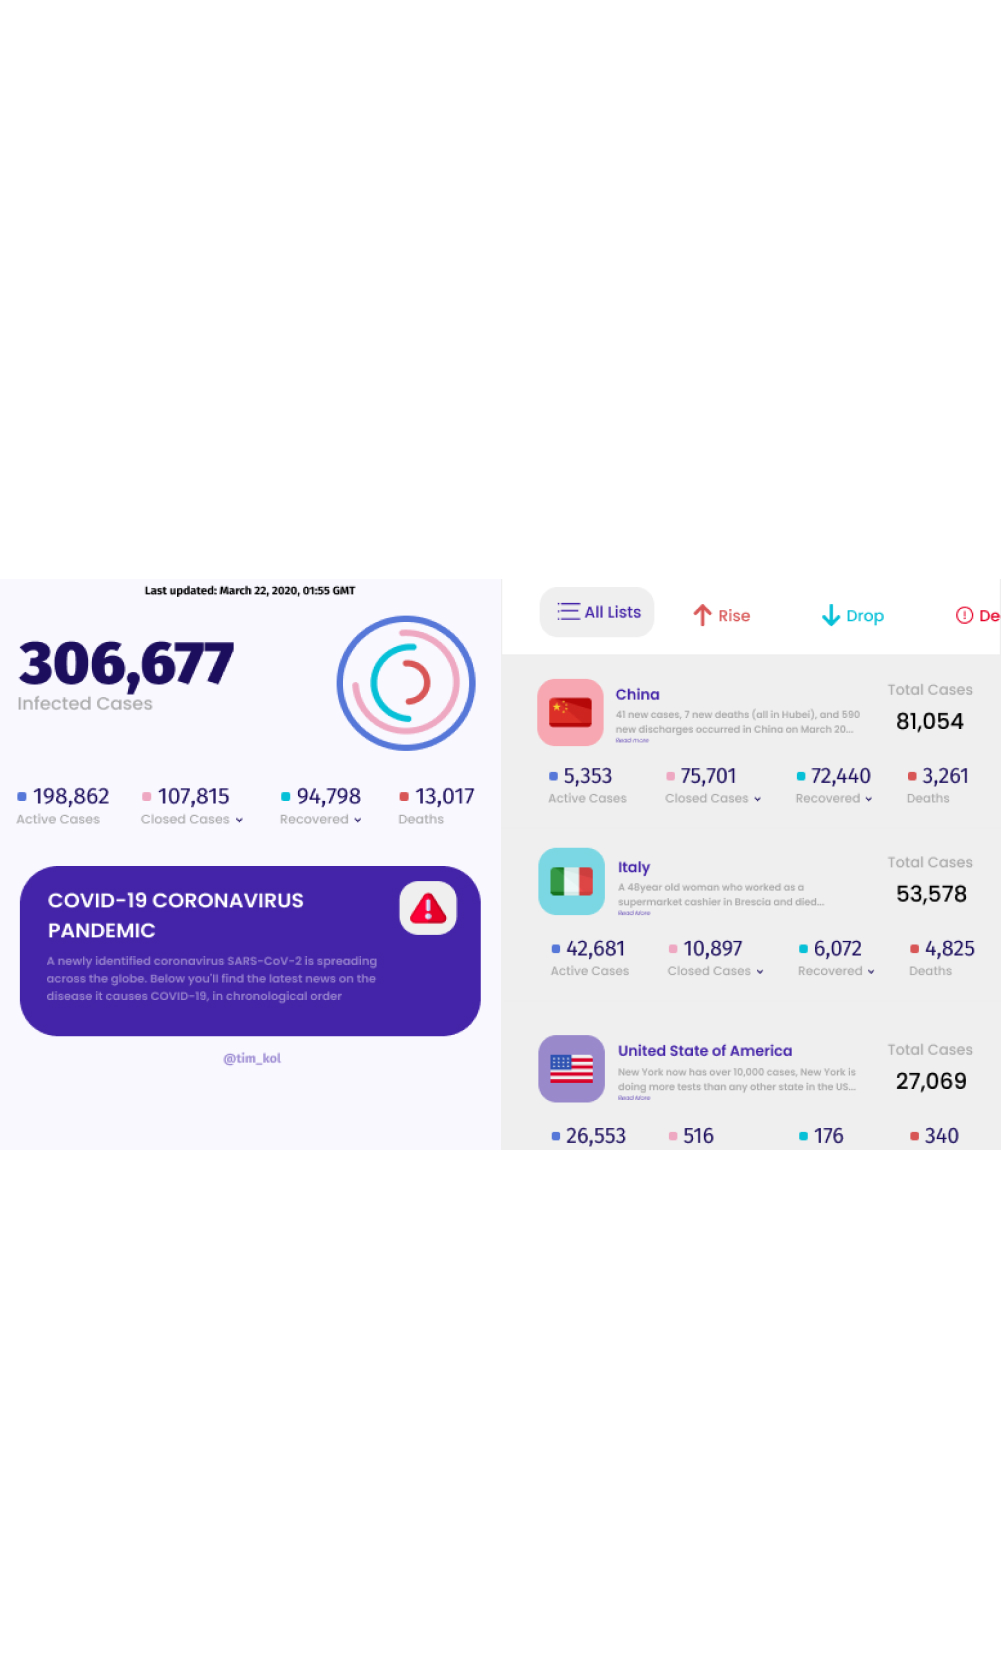 Last updated: March 22, 2020, 01:55 GMT
306,677
Infected Cases
198,862
Active Cases
107,815
Closed Cases
94,798
Recovered
13,017
Deaths
COVID-19 CORONAVIRUS
PANDEMIC
A newly identified coronavirus SARS-CoV-2 is spreading
across the globe. Below you'll find the latest news on the
disease it causes COVID-19, in chronological order
@tim_kol
All Lists
Rise
Drop
De
China
41 new cases, 7 new deaths (all in Hubei), and 590
new discharges occurred in China on March 20...
Read more
Total Cases
81,054
5,353
Active Cases
75,701
Closed Cases
72,440
Recovered
3,261
Deaths
Italy
A 48year old woman who worked as a
supermarket cashier in Brescia and died...
Read More
Total Cases
53,578
42,681
Active Cases
10,897
Closed Cases
6,072
Recovered
4,825
Deaths
United State of America
New York now has over 10,000 cases, New York is
doing more tests than any other state in the US...
Read More
Total Cases
27,069
26,553
516
176
340